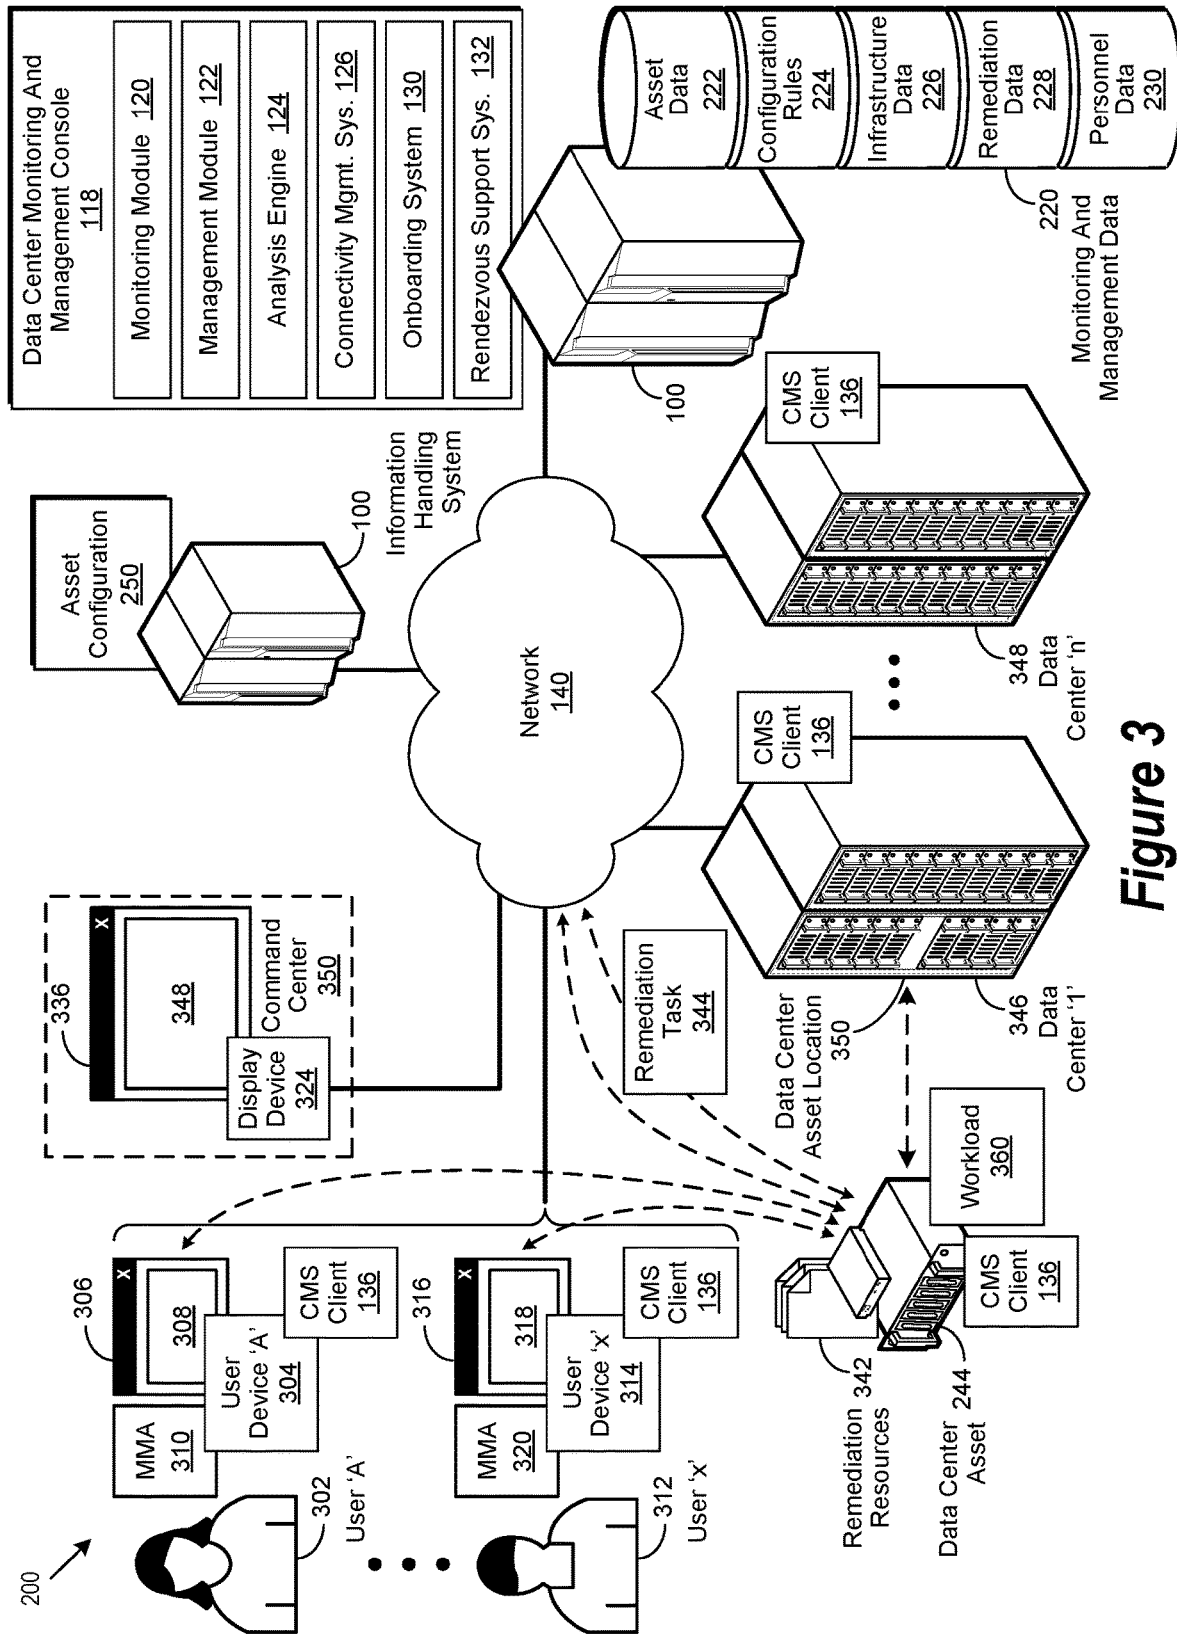 200
302
User 'A'
312
User 'x'
MMA
310
306
X
308
User
Device 'A'
304
CMS
Client
136
MMA
320
316
X
318
User
Device 'x'
314
CMS
Client
136
336
X
348
Display
Device
324
Command
Center
350
Asset
Configuration
250
100
Information
Handling
System
Data Center Monitoring And
Management Console
118
Monitoring Module 120
Management Module 122
Analysis Engine 124
Connectivity Mgmt. Sys. 126
Onboarding System 130
Rendezvous Support Sys. 132
100
Network
140
Remediation
Task
344
342
Remediation
Resources
244
Data Center
Asset
CMS
Client
136
Workload
360
Data Center
Asset Location
350
346
Data
Center '1'
CMS
Client
136
348
Data
Center 'n'
CMS
Client
136
Asset
Data
222
Configuration
Rules
224
Infrastructure
Data
226
Remediation
Data
228
Personnel
Data
230
220
Monitoring And
Management Data
Figure 3